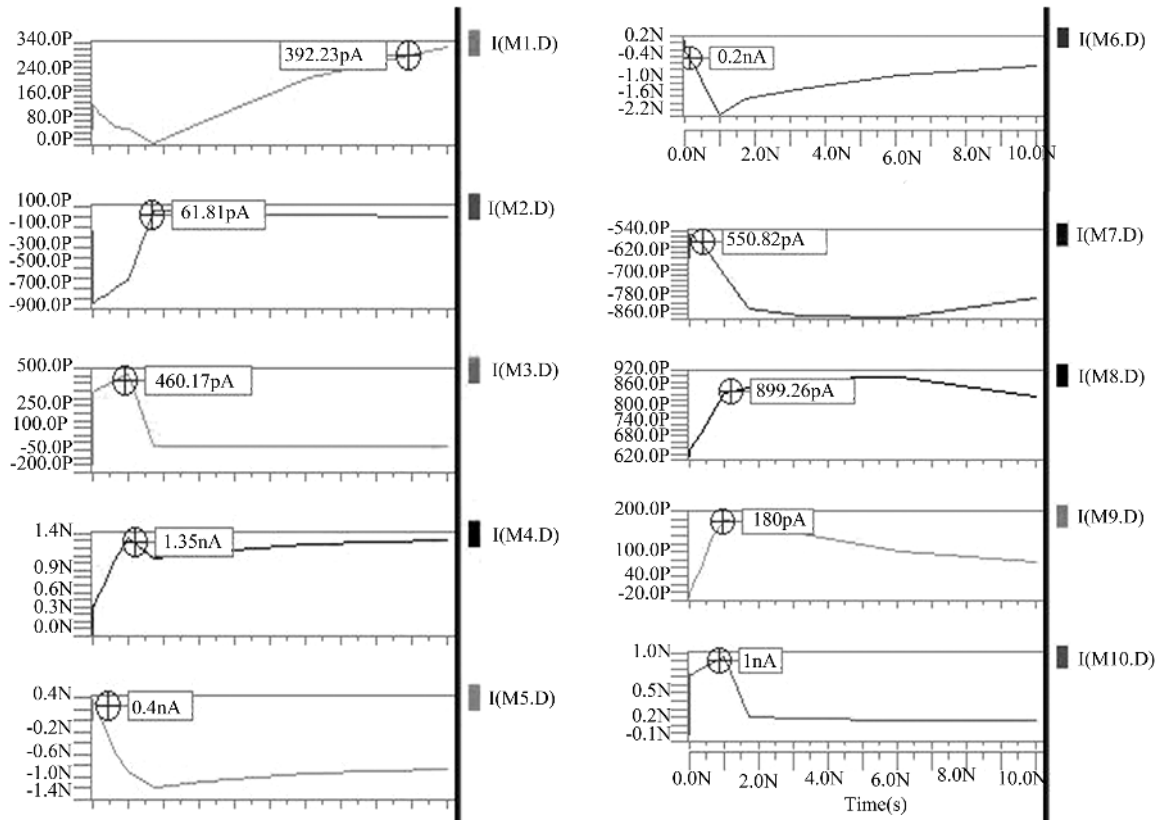 340.0P
240.0P
160.0P
80.0P
0.0P
392.23pA
I(M1.D)
100.0P
-100.0P
-300.0P
-500.0P
-700.0P
-900.0P
61.81pA
I(M2.D)
500.0P
250.0P
100.0P
-50.0P
-200.0P
460.17pA
I(M3.D)
1.4N
0.9N
0.6N
0.3N
0.0N
1.35nA
I(M4.D)
0.4N
-0.2N
-0.6N
-1.0N
-1.4N
0.4nA
I(M5.D)
0.2N
-0.4N
-1.0N
-1.6N
-2.2N
0.2nA
I(M6.D)
0.0N 2.0N 4.0N 6.0N 8.0N 10.0N
-540.0P
-620.0P
-700.0P
-780.0P
-860.0P
550.82pA
I(M7.D)
920.0P
860.0P
800.0P
740.0P
680.0P
620.0P
899.26pA
I(M8.D)
200.0P
100.0P
40.0P
-20.0P
180pA
I(M9.D)
1.0N
0.5N
0.2N
-0.1N
1nA
I(M10.D)
0.0N 2.0N 4.0N 6.0N 8.0N 10.0N
Time(s)